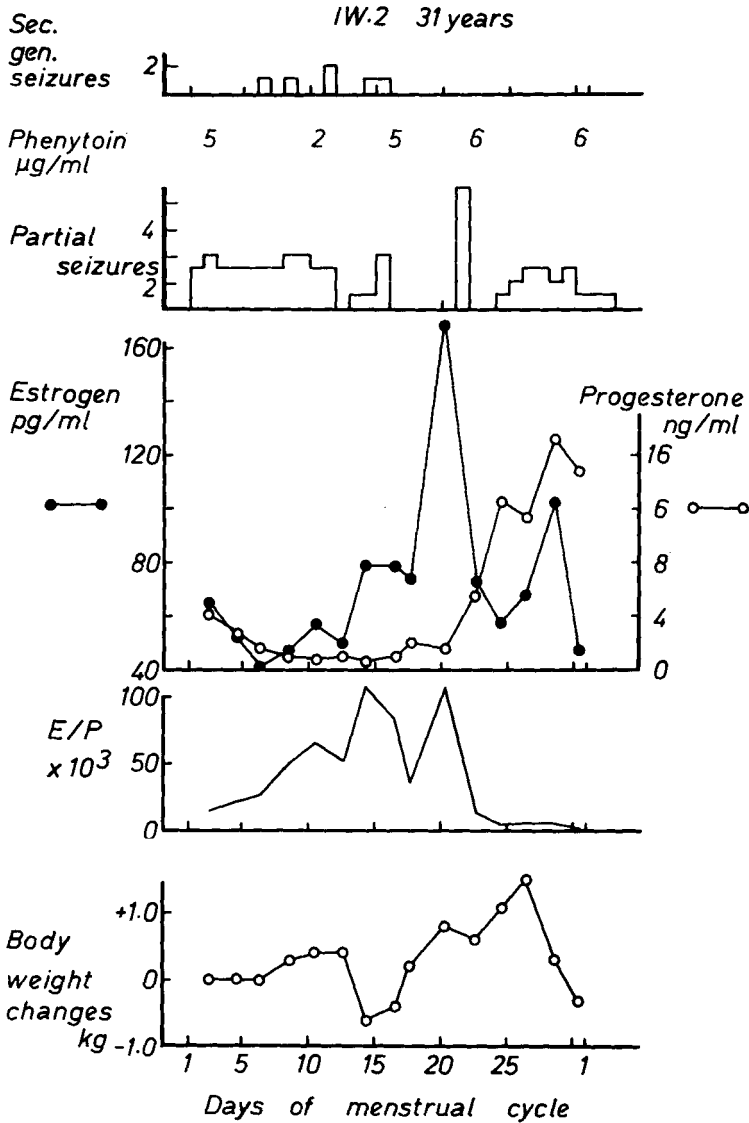 IW.2 31 years
Sec.
gen.
seizures
2
Phenytoin
µg/ml
5 2 5 6 6
Partial
seizures
4
2
Estrogen
pg/ml
160
120
80
40
Progesterone
ng/ml
16
6
8
4
0
E/P
x10³
100
50
0
Body
weight
changes
kg
+1.0
0
-1.0
1 5 10 15 20 25 1
Days of menstrual cycle